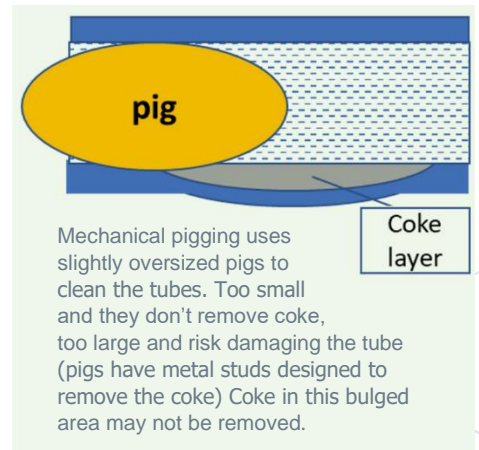 pig
Coke
layer
Mechanical pigging uses
slightly oversized pigs to
clean the tubes. Too small
and they don’t remove coke,
too large and risk damaging the tube
(pigs have metal studs designed to
remove the coke) Coke in this bulged
area may not be removed.